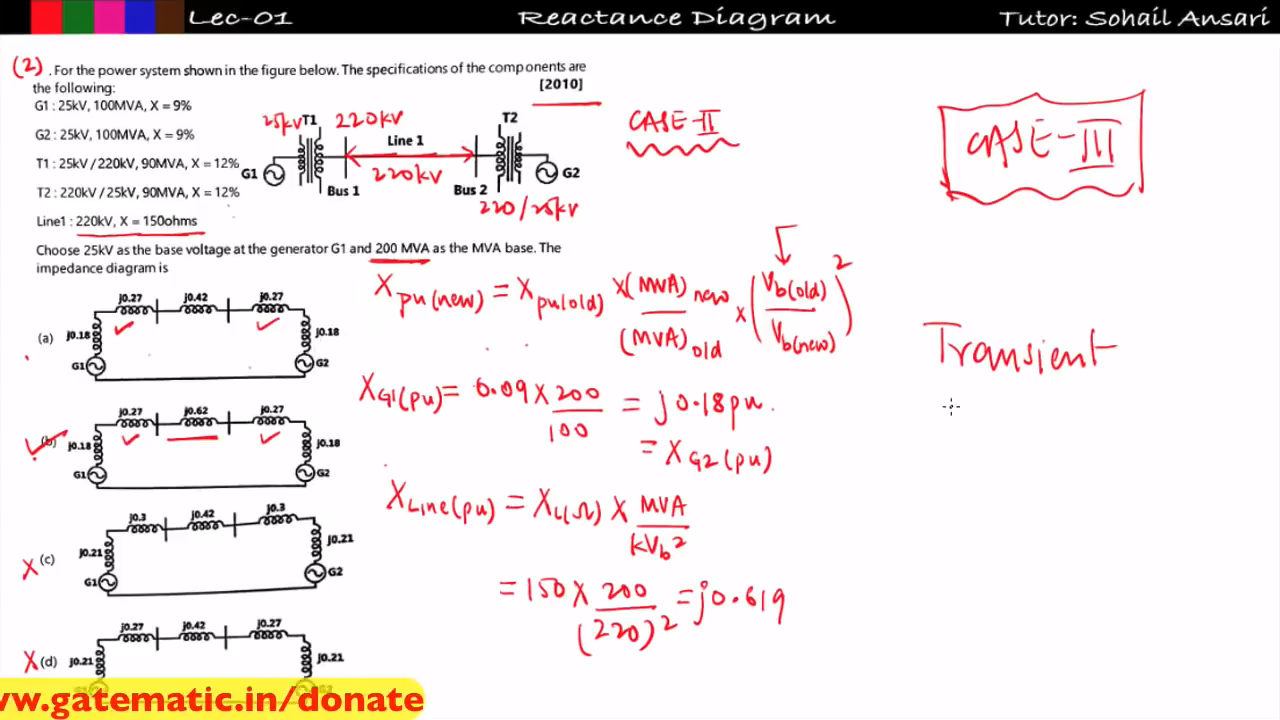 Lec-01 Reactance Diagram Tutor: Sohail Ansari
(2) . For the power system shown in the figure below. The specifications of the components are
the following: [2010]
G1 : 25kV, 100MVA, X = 9%
G2 : 25kV, 100MVA, X = 9%
T1 : 25kV / 220kV, 90MVA, X = 12%
T2 : 220kV / 25kV, 90MVA, X = 12%
Line1 : 220kV, X = 150ohms
25kV T1 220kV T2
Line 1
G1 220kV G2
Bus 1 Bus 2
220/25kV
Choose 25kV as the base voltage at the generator G1 and 200 MVA as the MVA base. The
impedance diagram is
j0.27 j0.42 j0.27
(a) j0.18 j0.18
G1 G2
j0.27 j0.62 j0.27
(b) j0.18 j0.18
G1 G2
j0.3 j0.42 j0.3
X (c) j0.21 j0.21
G1 G2
j0.27 j0.42 j0.27
X (d) j0.21 j0.21
CASE-II
Xpu(new) = Xpu(old) × (MVA)new / (MVA)old × (Vb(old) / Vb(new))²
XG1(pu) = 0.09 × 200 / 100 = j0.18pu.
= XG2(pu)
XLine(pu) = XL(Ω) × MVA / kVb²
= 150 × 200 / (220)² = j0.619
CASE-III
Transient
ww.gatematic.in/donate